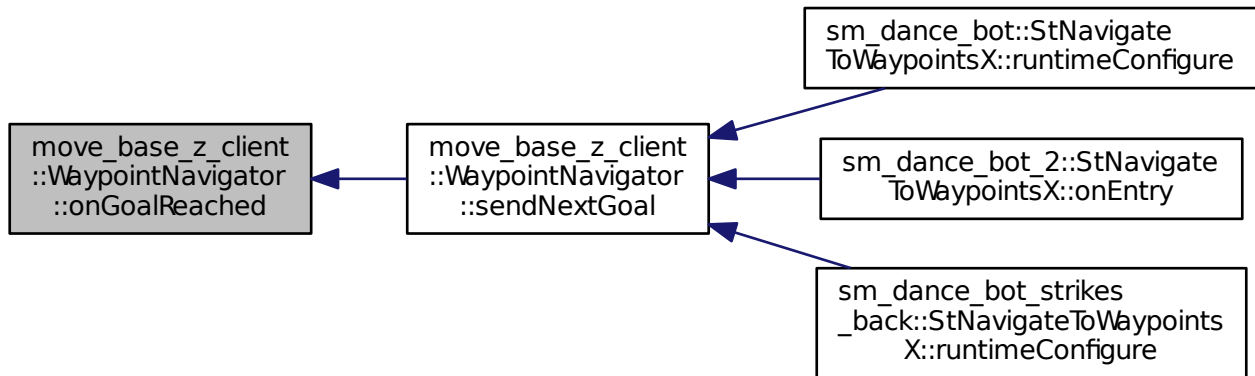 move_base_z_client
::WaypointNavigator
::onGoalReached
move_base_z_client
::WaypointNavigator
::sendNextGoal
sm_dance_bot::StNavigate
ToWaypointsX::runtimeConfigure
sm_dance_bot_2::StNavigate
ToWaypointsX::onEntry
sm_dance_bot_strikes
_back::StNavigateToWaypoints
X::runtimeConfigure